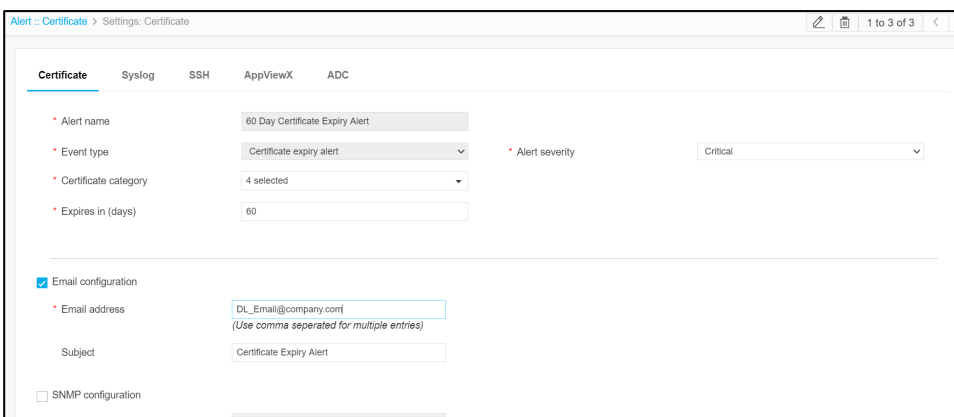 Alert :: Certificate > Settings: Certificate
1 to 3 of 3 <
Certificate Syslog SSH AppViewX ADC
* Alert name 60 Day Certificate Expiry Alert
* Event type Certificate expiry alert * Alert severity Critical
* Certificate category 4 selected
* Expires in (days) 60
Email configuration
* Email address DL_Email@company.com
(Use comma seperated for multiple entries)
Subject Certificate Expiry Alert
SNMP configuration